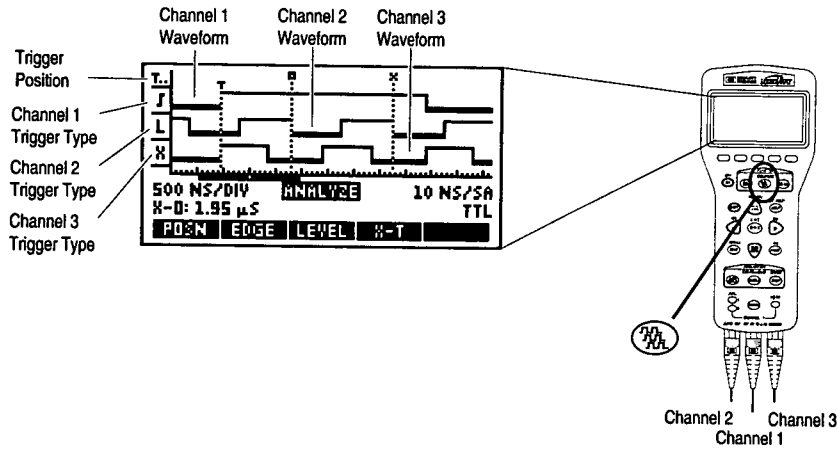 Channel 1
Waveform
Channel 2
Waveform
Channel 3
Waveform
Trigger
Position
Channel 1
Trigger Type
Channel 2
Trigger Type
Channel 3
Trigger Type
T..
T
X
L
X
500 NS/DIV ANALYZE 10 NS/SA
X-O: 1.95 µS TTL
POSN EDGE LEVEL X-T
Channel 2
Channel 1
Channel 3